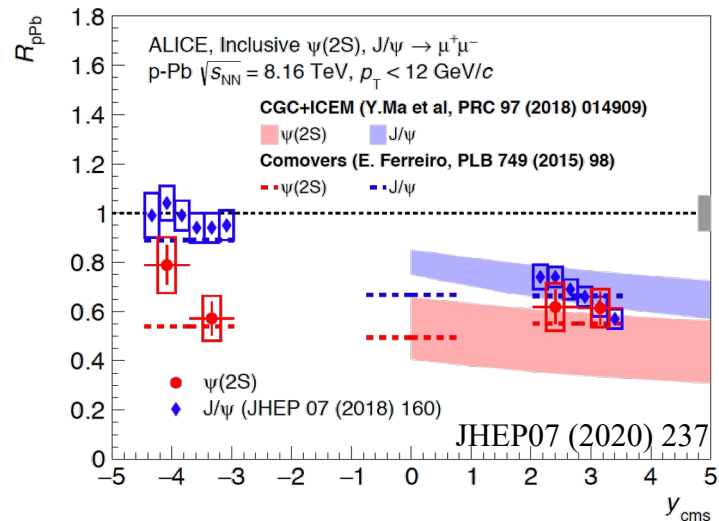 R_pPb
1.8
1.6
1.4
1.2
1
0.8
0.6
0.4
0.2
0
ALICE, Inclusive ψ(2S), J/ψ → μ⁺μ⁻
p-Pb √s_NN = 8.16 TeV, p_T < 12 GeV/c
CGC+ICEM (Y.Ma et al, PRC 97 (2018) 014909)
ψ(2S) J/ψ
Comovers (E. Ferreiro, PLB 749 (2015) 98)
ψ(2S) J/ψ
ψ(2S)
J/ψ (JHEP 07 (2018) 160)
JHEP07 (2020) 237
−5 −4 −3 −2 −1 0 1 2 3 4 5
y_cms